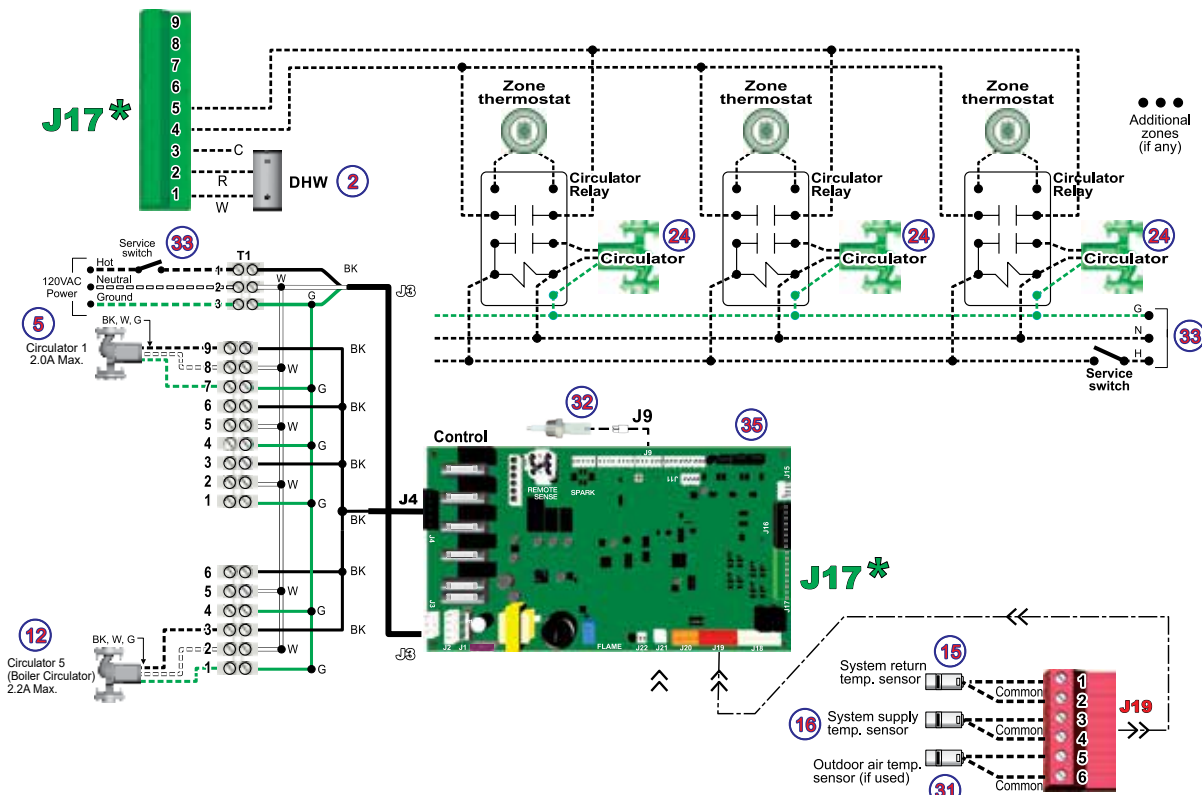 9
8
7
6
5
4
3
2
1
J17*
C
R
W
DHW
2
Zone
thermostat
Circulator
Relay
24
Circulator
Zone
thermostat
Circulator
Relay
24
Circulator
Zone
thermostat
Circulator
Relay
24
Circulator
Additional
zones
(if any)
G
N
H
33
Service
switch
Service
switch
33
T1
120VAC
Power
Hot
Neutral
Ground
1
2
3
W
G
BK
J3
5
BK, W, G
Circulator 1
2.0A Max.
9
8
7
6
5
4
3
2
1
BK
W
G
BK
W
G
BK
W
G
BK
J4
6
5
4
3
2
1
BK
W
G
BK
W
G
12
BK, W, G
Circulator 5
(Boiler Circulator)
2.2A Max.
J3
32
J9
35
Control
J9
REMOTE
SENSE
SPARK
J11
J15
J16
J17
J4
J3
J2
J1
FLAME
J22
J21
J20
J19
J18
J17*
15
System return
temp. sensor
Common
16
System supply
temp. sensor
Common
Outdoor air temp.
sensor (if used)
Common
31
1
2
3
4
5
6
J19